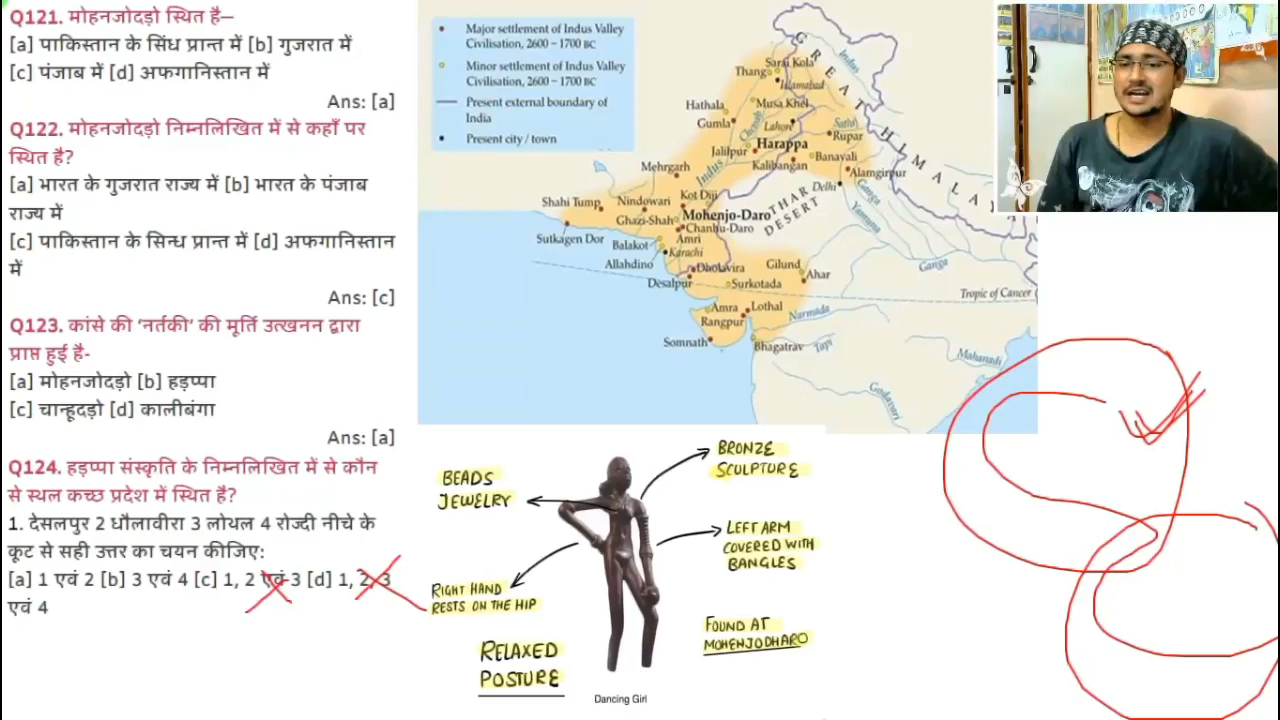 Q121. मोहनजोदड़ो स्थित है–
[a] पाकिस्तान के सिंध प्रान्त में [b] गुजरात में
[c] पंजाब में [d] अफगानिस्तान में
Ans: [a]
Q122. मोहनजोदड़ो निम्नलिखित में से कहाँ पर
स्थित है?
[a] भारत के गुजरात राज्य में [b] भारत के पंजाब
राज्य में
[c] पाकिस्तान के सिन्ध प्रान्त में [d] अफगानिस्तान
में
Ans: [c]
Q123. कांसे की ‘नर्तकी’ की मूर्ति उत्खनन द्वारा
प्राप्त हुई है-
[a] मोहनजोदड़ो [b] हड़प्पा
[c] चान्हूदड़ो [d] कालीबंगा
Ans: [a]
Q124. हड़प्पा संस्कृति के निम्नलिखित में से कौन
से स्थल कच्छ प्रदेश में स्थित है?
1. देसलपुर 2 धौलावीरा 3 लोथल 4 रोज्दी नीचे के
कूट से सही उत्तर का चयन कीजिए:
[a] 1 एवं 2 [b] 3 एवं 4 [c] 1, 2 एवं 3 [d] 1, 2, 3
एवं 4
Major settlement of Indus Valley
Civilisation, 2600 – 1700 BC
Minor settlement of Indus Valley
Civilisation, 2600 – 1700 BC
Present external boundary of
India
Present city / town
GREAT
HIMALAYA
Indus
Sarai Kola
Thang
Islamabad
Hathala
Musa Khel
Gumla
Chenab
Lahore
Satluj
Rupar
Jalilpur
Harappa
Banayali
Mehrgarh
Indus
Kalibangan
Alamgirpur
Delhi
Ganga
Yamuna
THAR
DESERT
Shahi Tump
Nindowari
Kot Diji
Ghazi-Shah
Mohenjo-Daro
Chanhu-Daro
Sutkagen Dor
Balakot
Amri
Karachi
Allahdino
Dholavira
Gilund
Ahar
Ganga
Desalpur
Surkotada
Tropic of Cancer
Amra
Lothal
Rangpur
Narmada
Somnath
Bhagatrav
Tapi
Mahanadi
Godavari
BEADS
JEWELRY
BRONZE
SCULPTURE
LEFT ARM
COVERED WITH
BANGLES
RIGHT HAND
RESTS ON THE HIP
FOUND AT
MOHENJODHARO
RELAXED
POSTURE
Dancing Girl